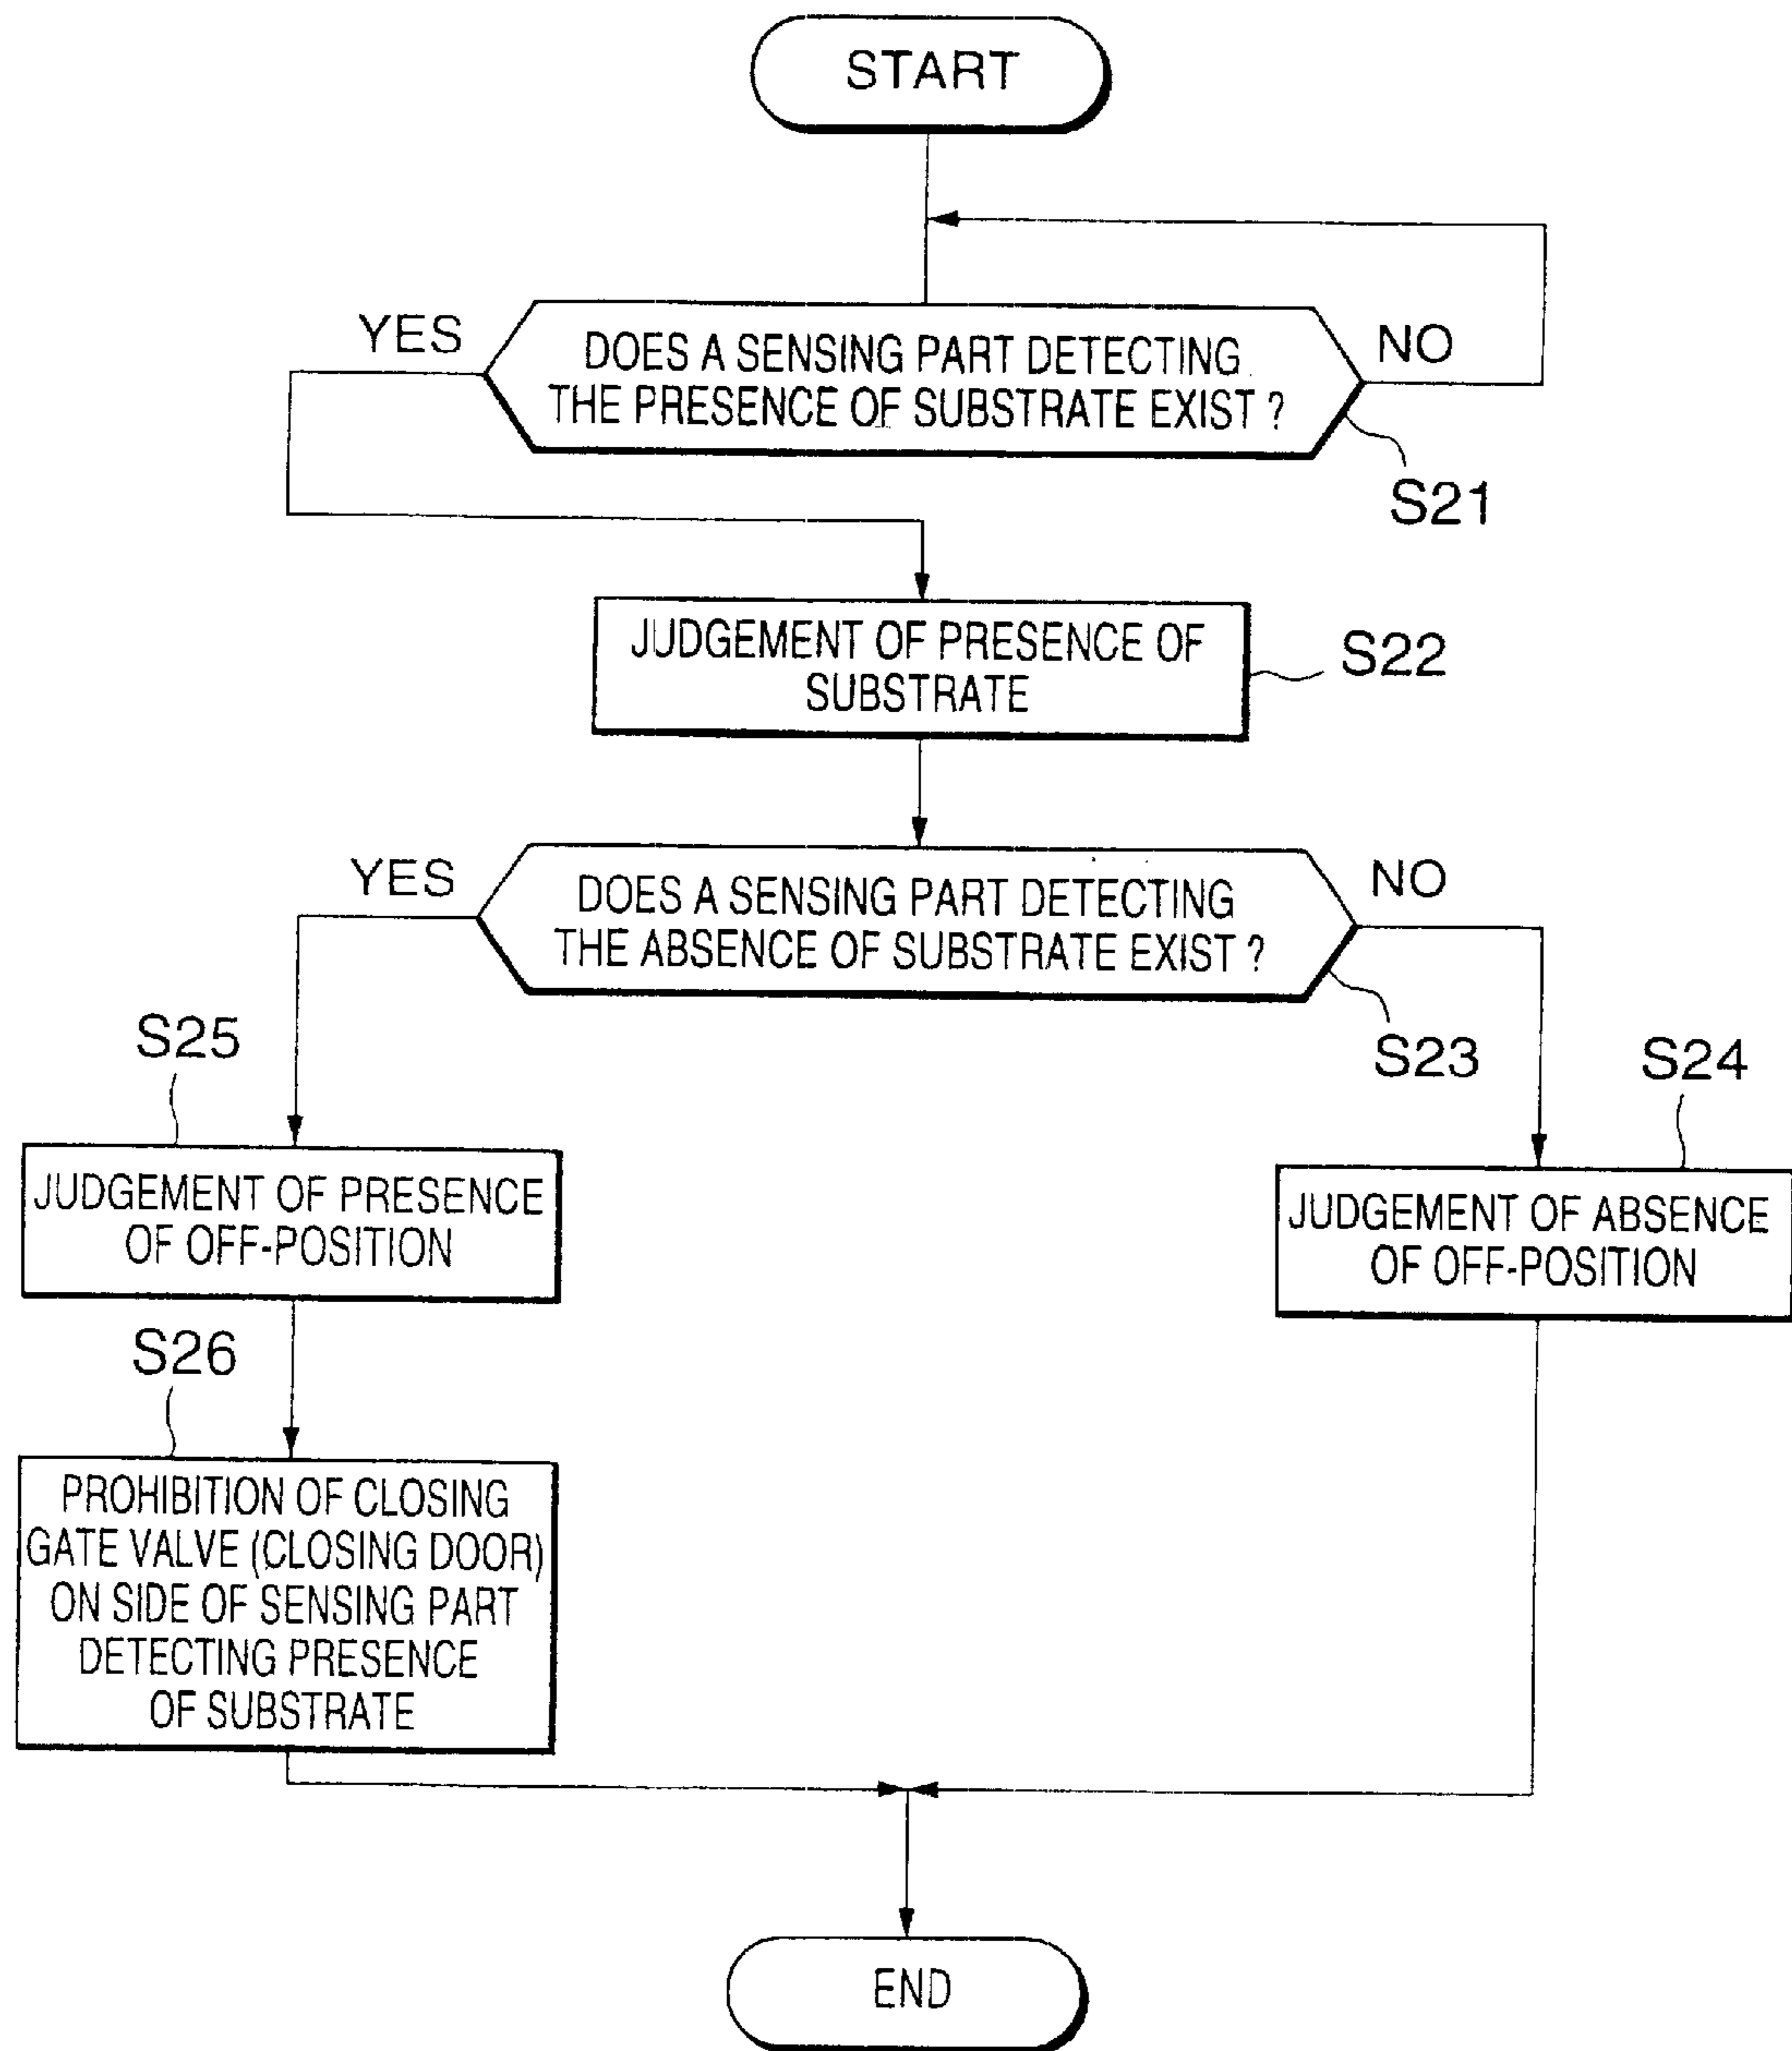 START
YES
DOES A SENSING PART DETECTING
THE PRESENCE OF SUBSTRATE EXIST ?
NO
S21
JUDGEMENT OF PRESENCE OF
SUBSTRATE
S22
YES
DOES A SENSING PART DETECTING
THE ABSENCE OF SUBSTRATE EXIST ?
NO
S23
S25
JUDGEMENT OF PRESENCE
OF OFF-POSITION
S24
JUDGEMENT OF ABSENCE
OF OFF-POSITION
S26
PROHIBITION OF CLOSING
GATE VALVE (CLOSING DOOR)
ON SIDE OF SENSING PART
DETECTING PRESENCE
OF SUBSTRATE
END